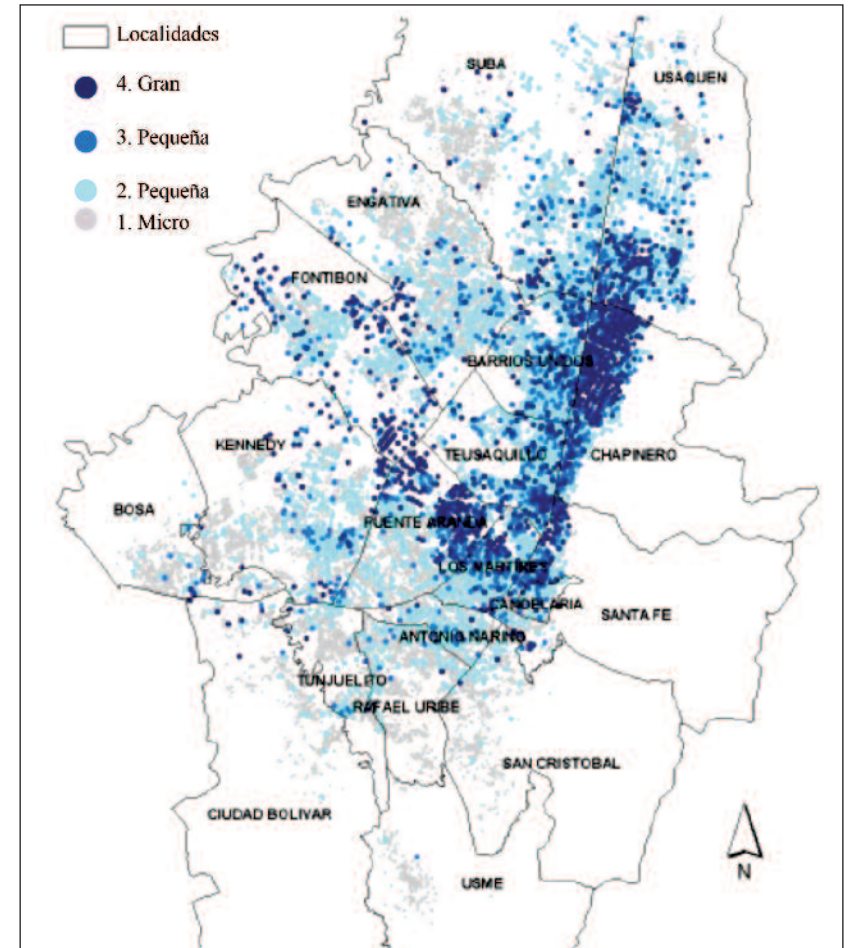 Localidades
4. Gran
3. Pequeña
2. Pequeña
1. Micro
SUBA
USAQUEN
ENGATIVA
FONTIBON
BARRIOS UNIDOS
KENNEDY
TEUSAQUILLO
CHAPINERO
BOSA
PUENTE ARANDA
LOS MARTIRES
CANDELARIA
SANTA FE
ANTONIO NARIÑO
TUNJUELITO
RAFAEL URIBE
SAN CRISTOBAL
CIUDAD BOLIVAR
USME
N